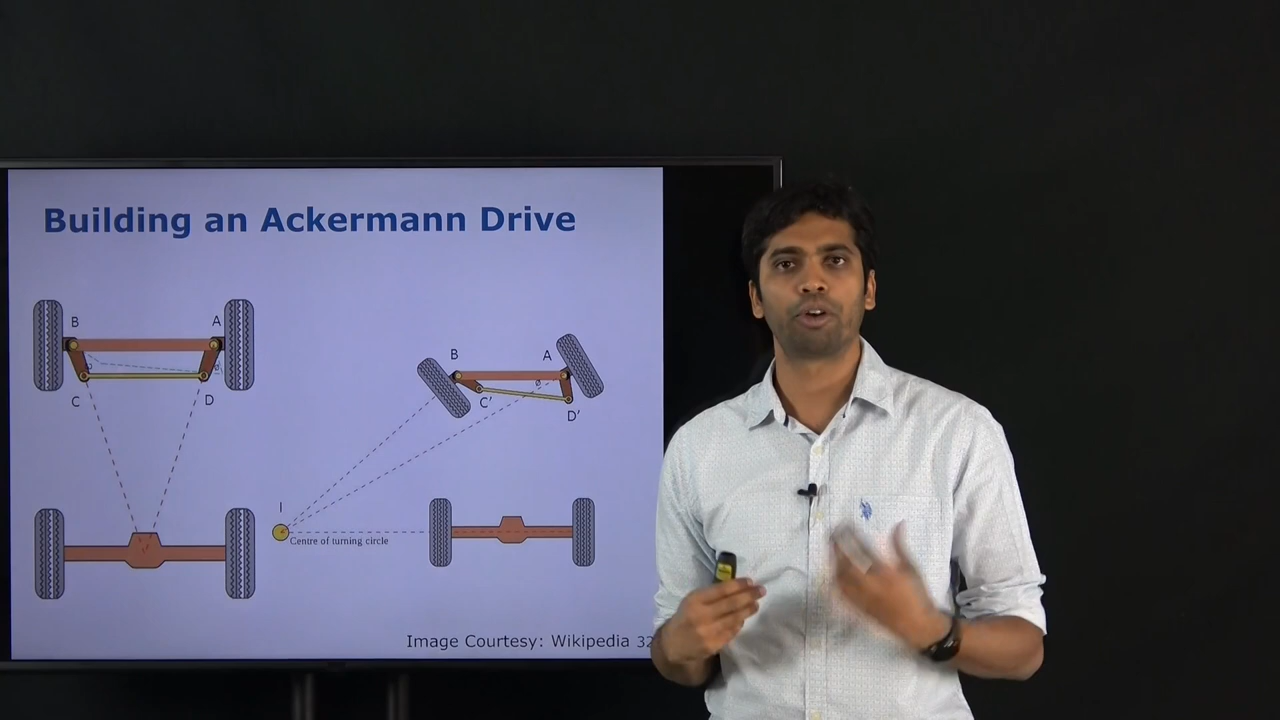 Building an Ackermann Drive
B
A
C
D
B
A
C'
D'
I
Centre of turning circle
Image Courtesy: Wikipedia 32